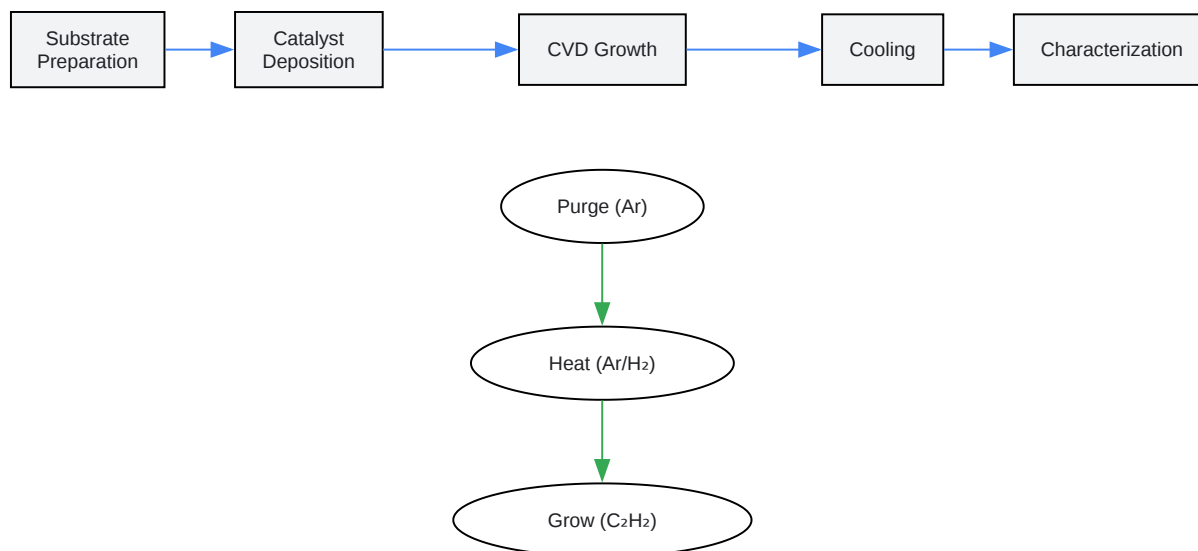 Substrate
Preparation
Catalyst
Deposition
CVD Growth
Cooling
Characterization
Purge (Ar)
Heat (Ar/H₂)
Grow (C₂H₂)